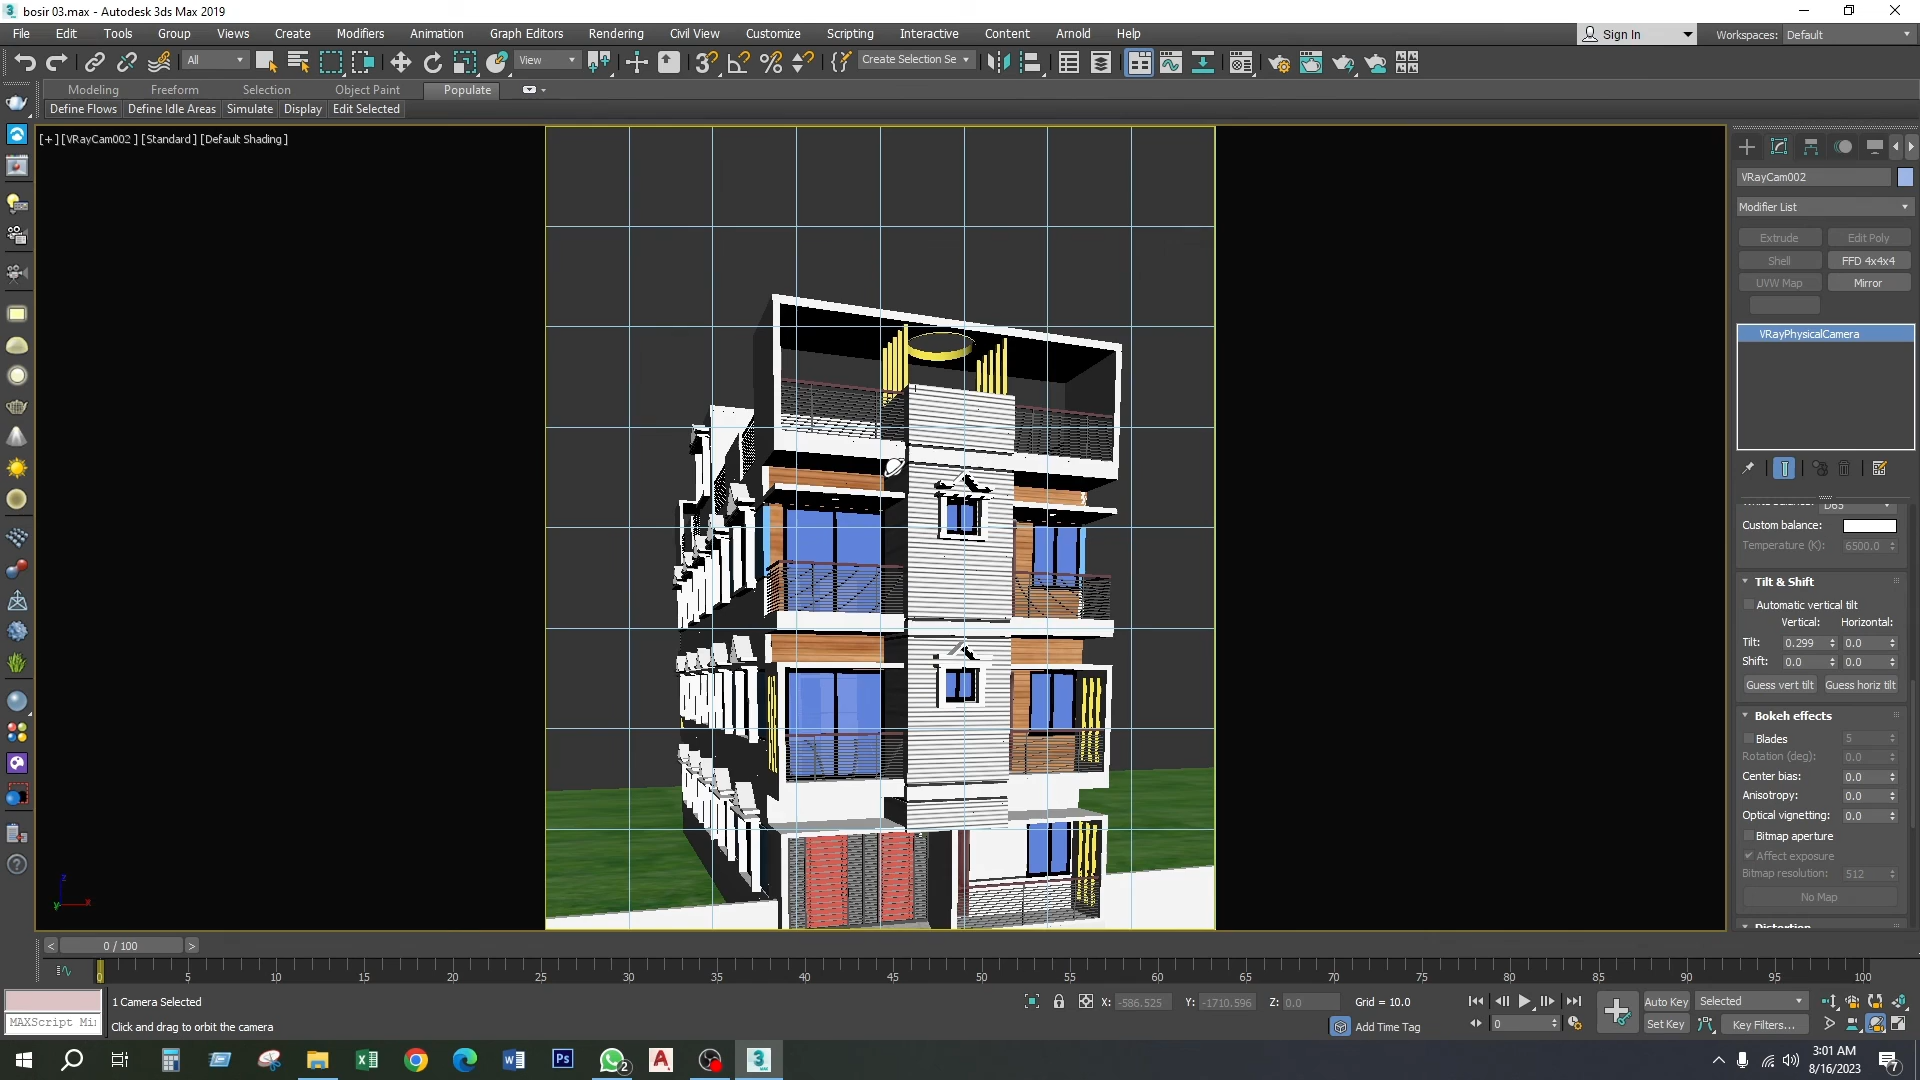 bosir 03.max - Autodesk 3ds Max 2019
File Edit Tools Group Views Create Modifiers Animation Graph Editors Rendering Civil View Customize Scripting Interactive Content Arnold Help
Sign In Workspaces: Default
All View Create Selection Se
Modeling Freeform Selection Object Paint Populate
Define Flows Define Idle Areas Simulate Display Edit Selected
[+] [VRayCam002 ] [Standard ] [Default Shading ]
VRayCam002
Modifier List
Extrude Edit Poly
Shell FFD 4x4x4
UVW Map Mirror
VRayPhysicalCamera
D65
Custom balance:
Temperature (K): 6500.0
Tilt & Shift
Automatic vertical tilt
Vertical: Horizontal:
Tilt: 0.299 0.0
Shift: 0.0 0.0
Guess vert tilt Guess horiz tilt
Bokeh effects
Blades 5
Rotation (deg): 0.0
Center bias: 0.0
Anisotropy: 0.0
Optical vignetting: 0.0
Bitmap aperture
Affect exposure
Bitmap resolution: 512
No Map
Distortion
z
y x
< 0 / 100 >
0 5 10 15 20 25 30 35 40 45 50 55 60 65 70 75 80 85 90 95 100
1 Camera Selected X: -586.525 Y: -1710.596 Z: 0.0 Grid = 10.0 Auto Key Selected
MAXScript Mi Click and drag to orbit the camera Add Time Tag 0 Set Key Key Filters...
3:01 AM
8/16/2023
2
7